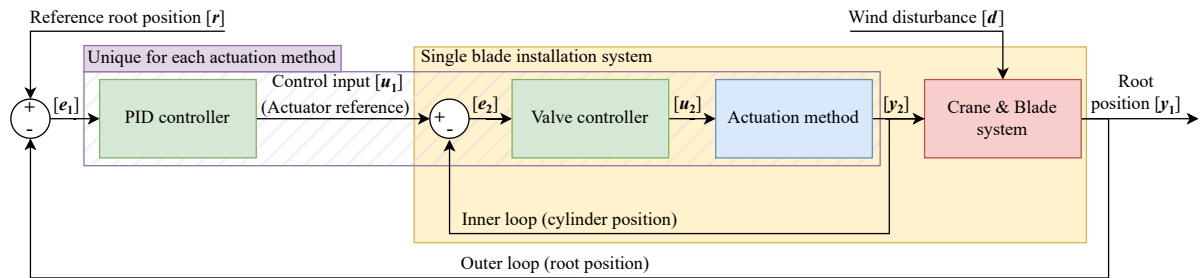 Reference root position [r]
Wind disturbance [d]
Unique for each actuation method
Single blade installation system
Control input [u1]
(Actuator reference)
Root
position [y1]
+
-
[e1]
PID controller
+
-
[e2]
Valve controller
[u2]
Actuation method
[y2]
Crane & Blade
system
Inner loop (cylinder position)
Outer loop (root position)